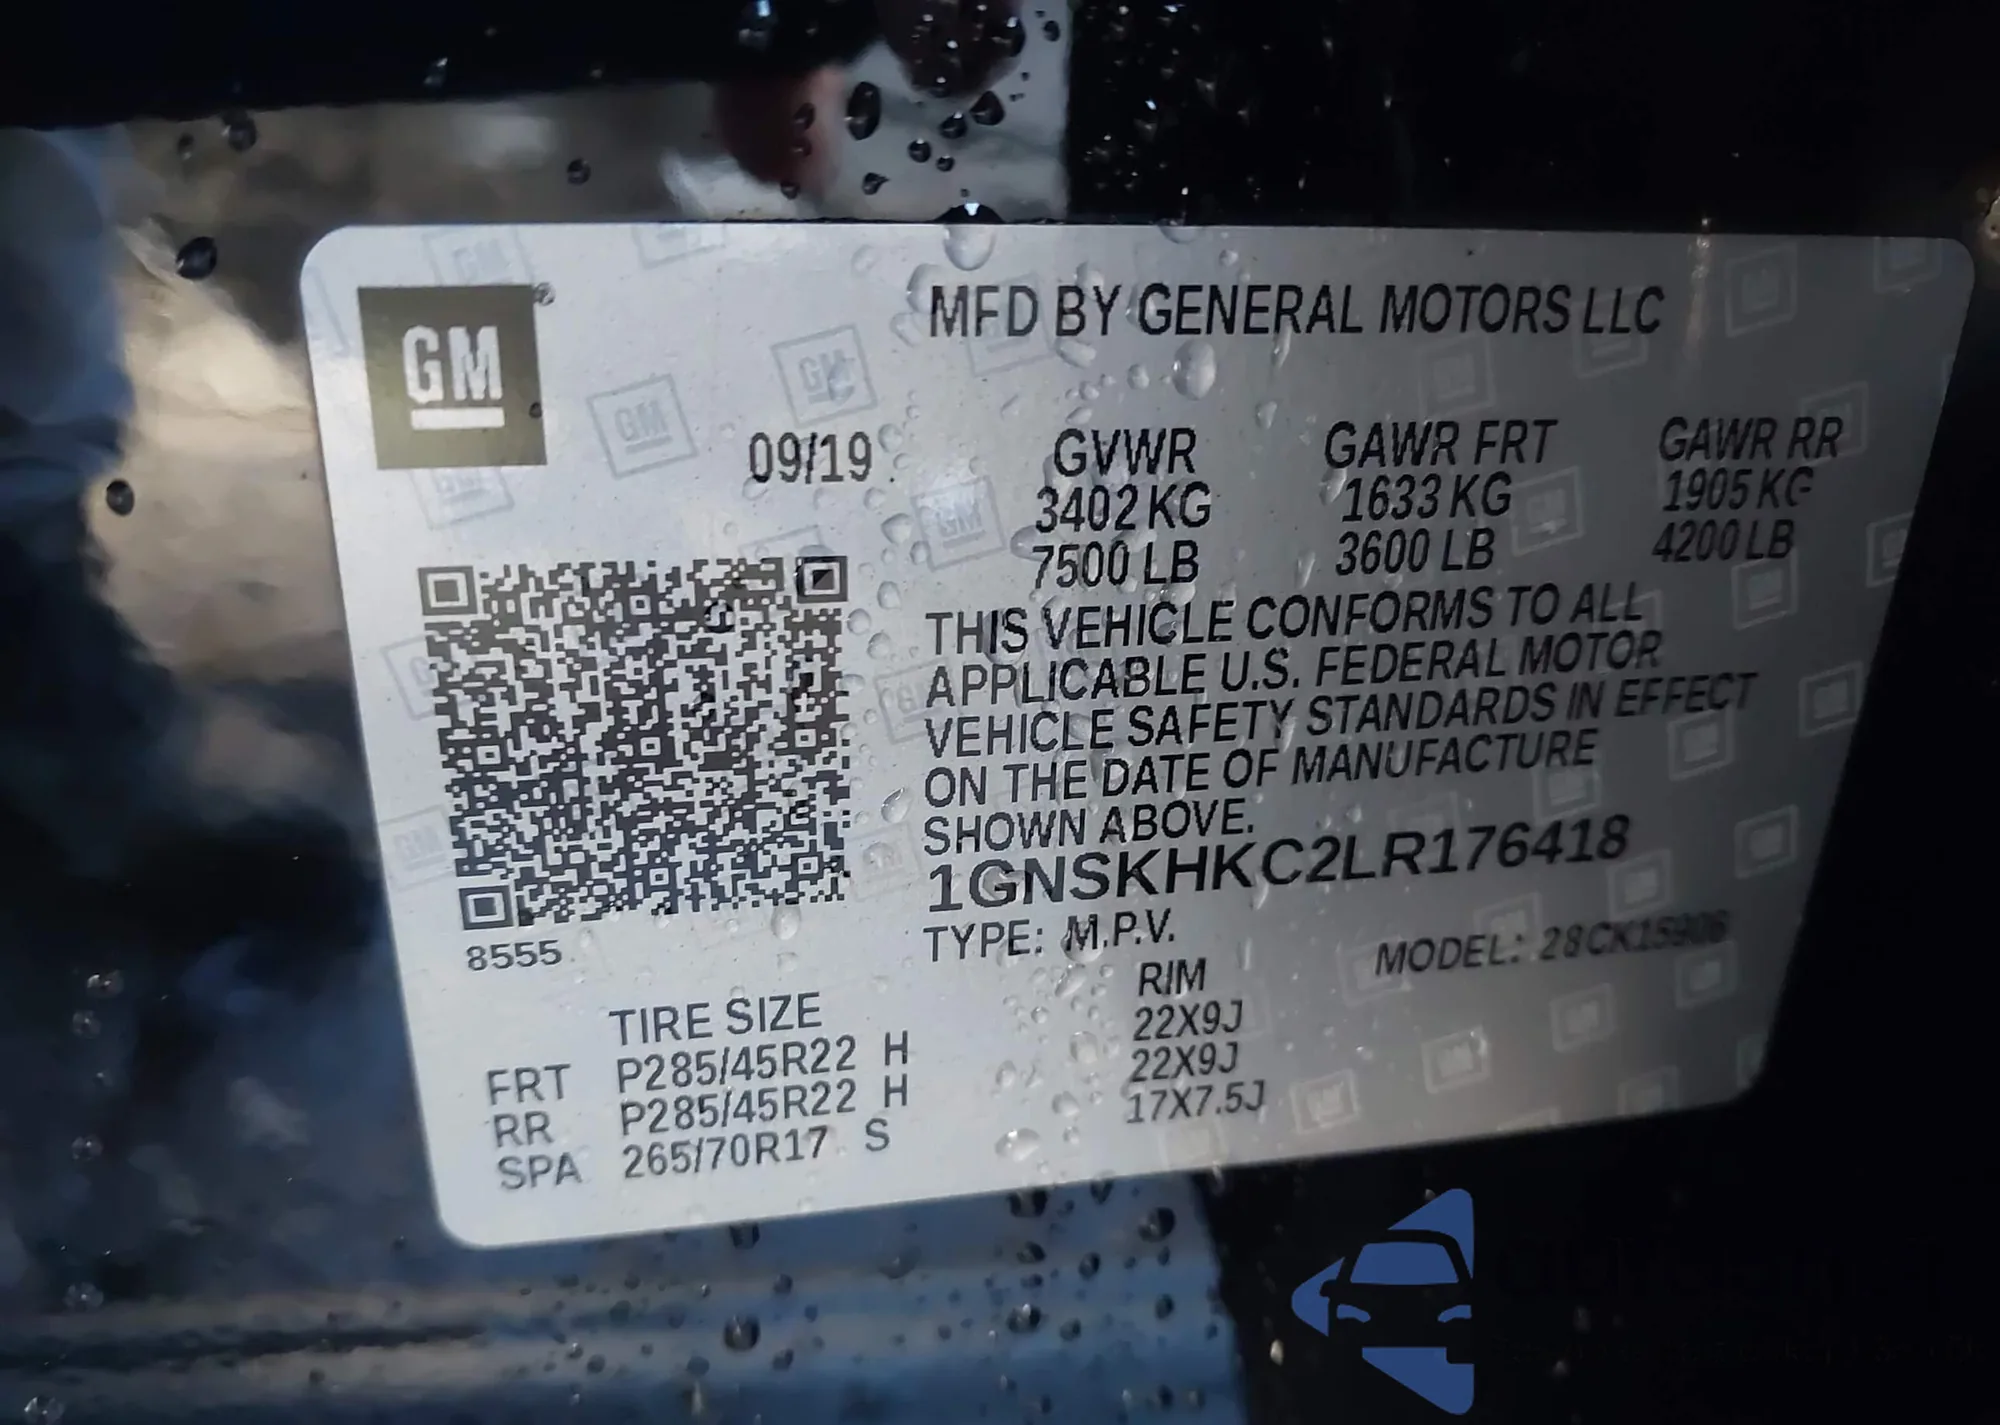 GM
MFD BY GENERAL MOTORS LLC
09/19
GVWR GAWR FRT GAWR RR
3402 KG 1633 KG 1905 KG
7500 LB 3600 LB 4200 LB
THIS VEHICLE CONFORMS TO ALL
APPLICABLE U.S. FEDERAL MOTOR
VEHICLE SAFETY STANDARDS IN EFFECT
ON THE DATE OF MANUFACTURE
SHOWN ABOVE.
1GNSKHKC2LR176418
8555
TYPE: M.P.V.
MODEL: 28 CK15906
TIRE SIZE RIM
FRT P285/45R22 H 22X9J
RR P285/45R22 H 22X9J
SPA 265/70R17 S 17X7.5J